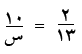 ١٠/س = ٢/١٣